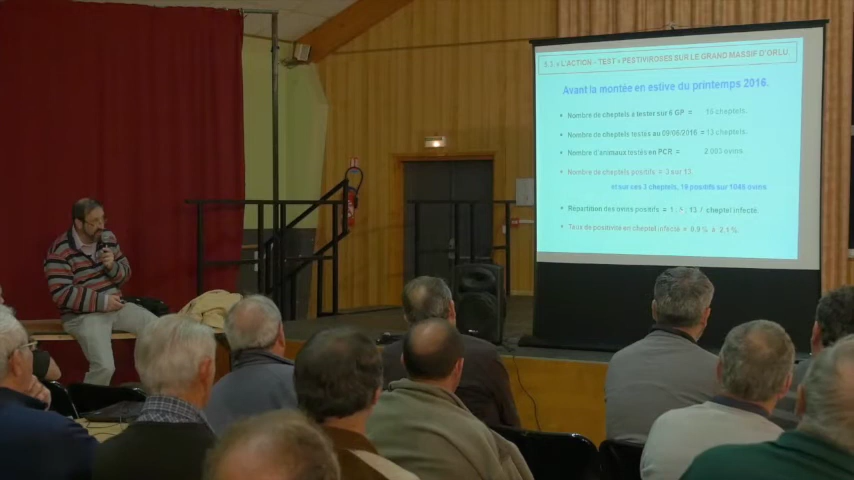 5.3. « L'ACTION - TEST » PESTIVIROSES SUR LE GRAND MASSIF D'ORLU
Avant la montée en estive du printemps 2016.
• Nombre de cheptels à tester sur 6 GP = 15 cheptels.
• Nombre de cheptels testés au 09/06/2016 = 13 cheptels.
• Nombre d'animaux testés en PCR = 2 003 ovins
• Nombre de cheptels positifs = 3 sur 13.
et sur ces 3 cheptels, 16 positifs sur 1046 ovins
• Répartition des ovins positifs = 1 13 / cheptel infecté.
• Taux de positivité en cheptel infecté = 0.9 % à 2.1 %.